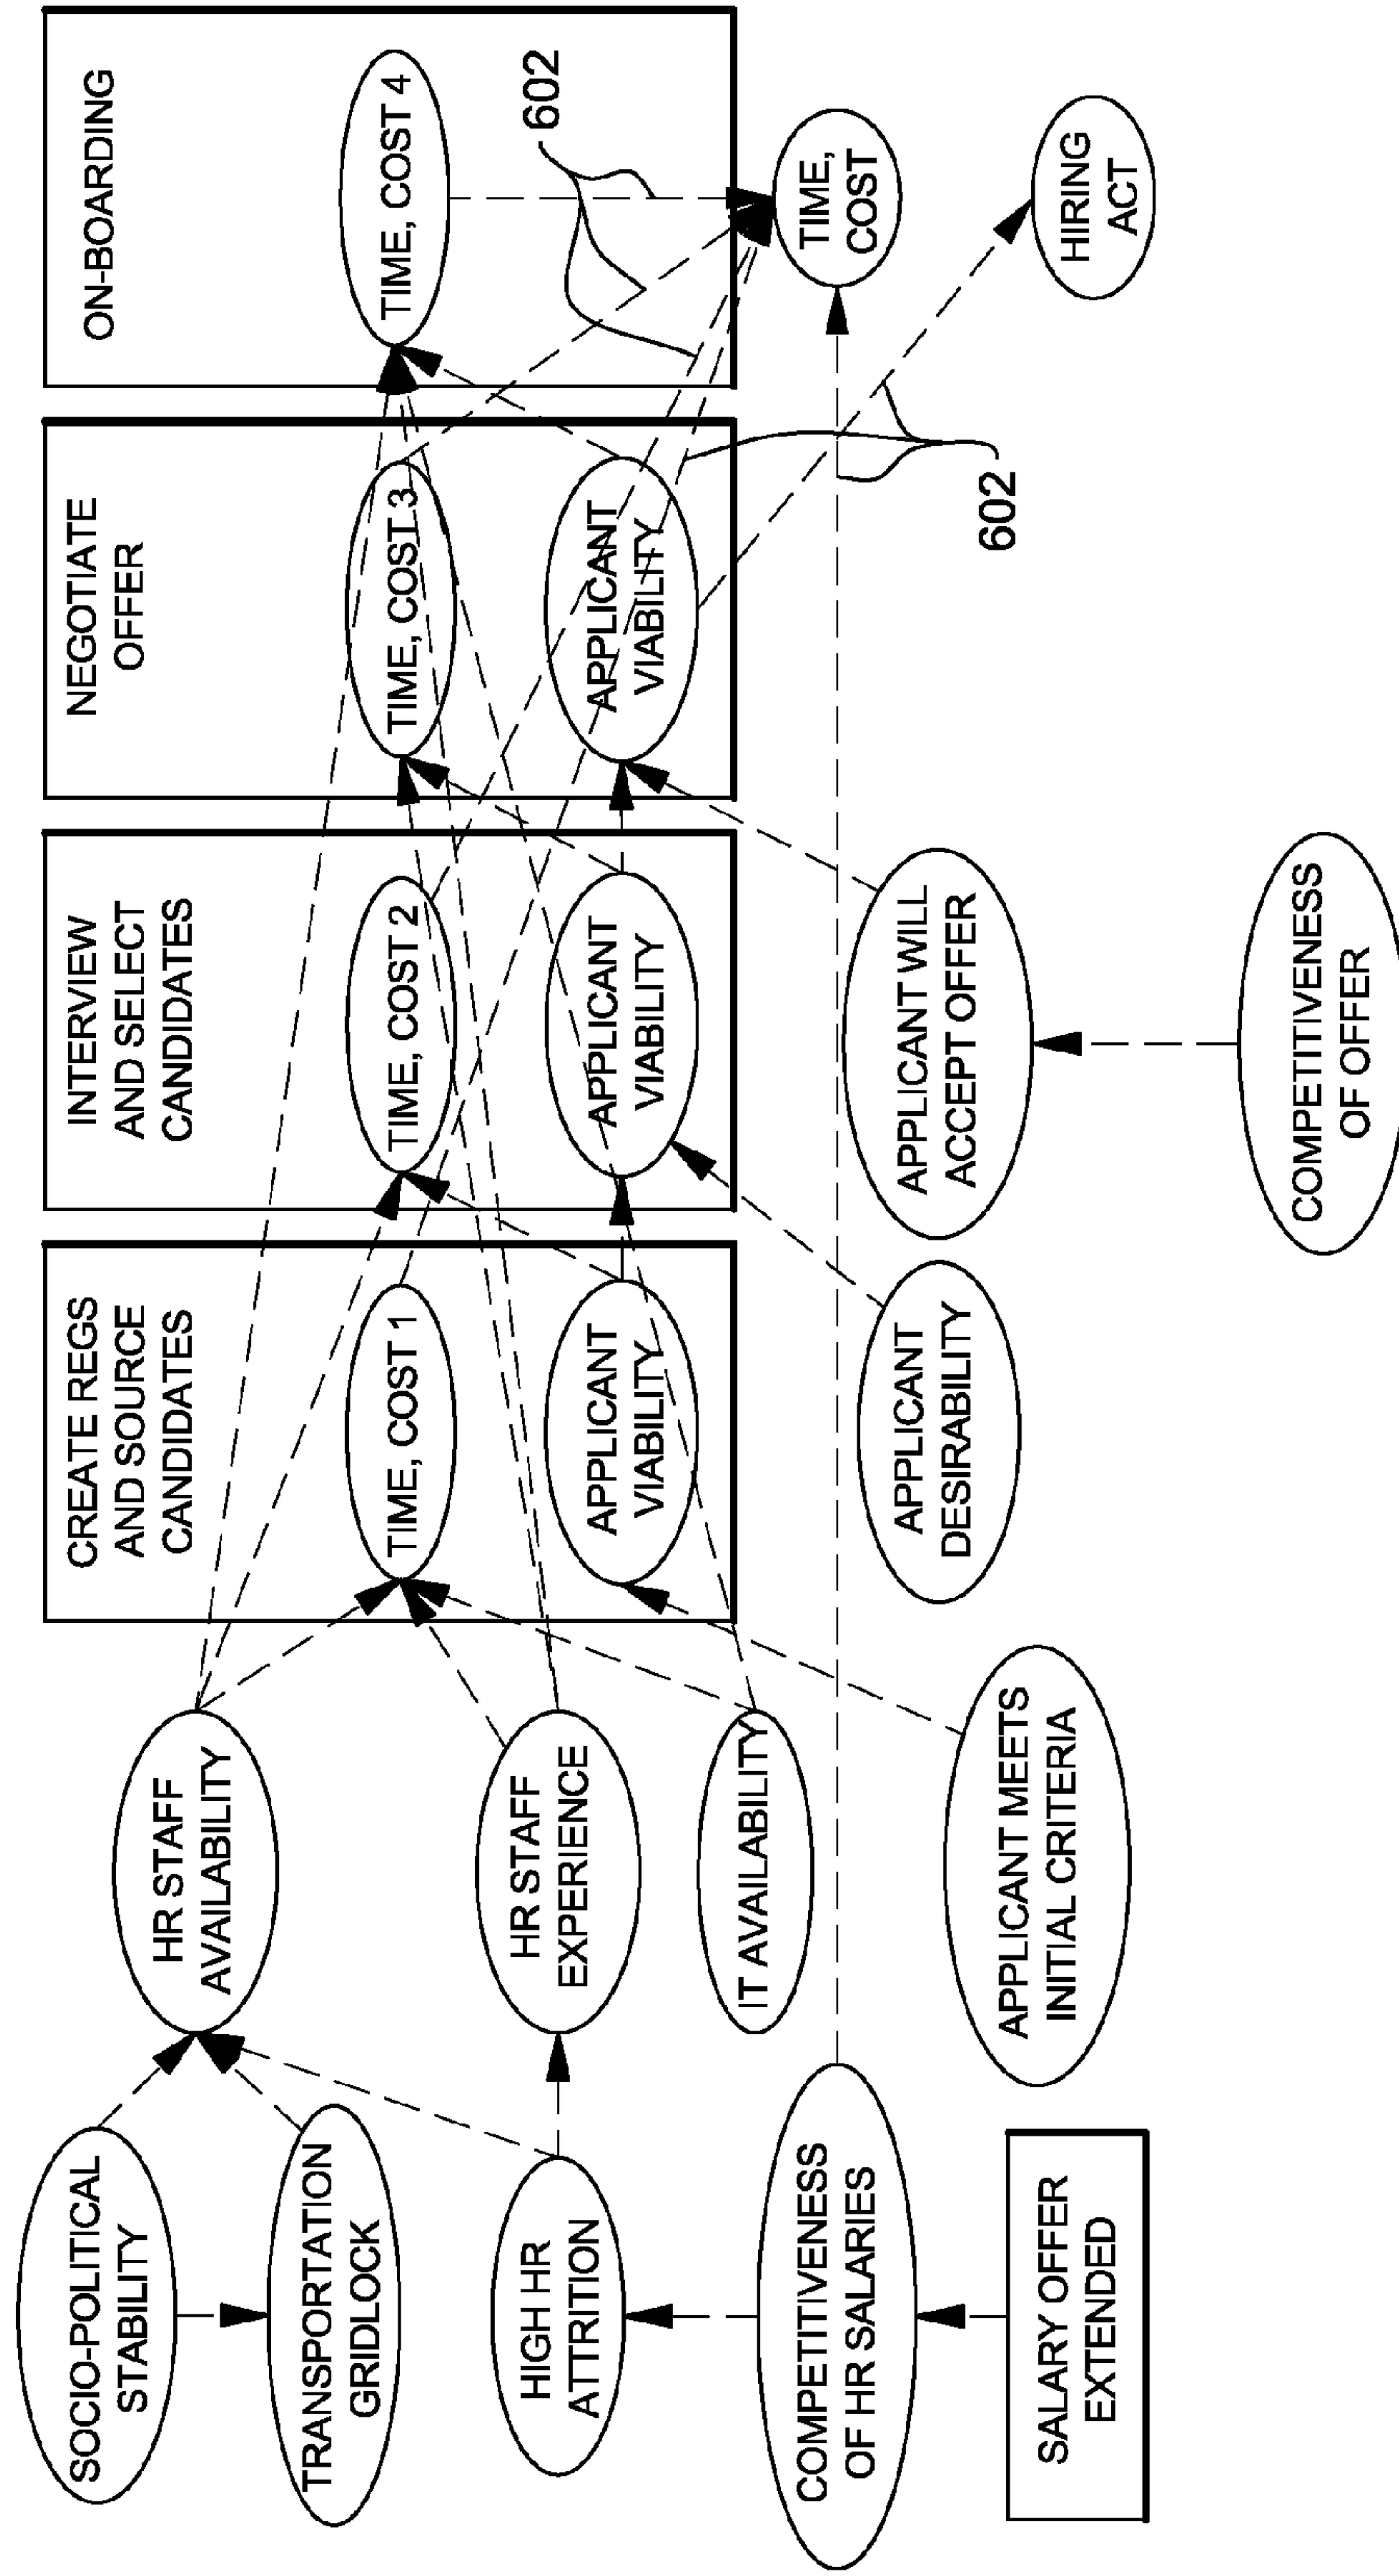 CREATE REGS
AND SOURCE
CANDIDATES
INTERVIEW
AND SELECT
CANDIDATES
NEGOTIATE
OFFER
ON-BOARDING
SOCIO-POLITICAL
STABILITY
TRANSPORTATION
GRIDLOCK
HIGH HR
ATTRITION
COMPETITIVENESS
OF HR SALARIES
SALARY OFFER
EXTENDED
HR STAFF
AVAILABILITY
HR STAFF
EXPERIENCE
IT AVAILABILITY
APPLICANT MEETS
INITIAL CRITERIA
TIME, COST 1
APPLICANT
VIABILITY
APPLICANT
DESIRABILITY
TIME, COST 2
APPLICANT
VIABILITY
APPLICANT WILL
ACCEPT OFFER
COMPETITIVENESS
OF OFFER
TIME, COST 3
APPLICANT
VIABILITY
602
TIME, COST 4
602
TIME,
COST
HIRING
ACT